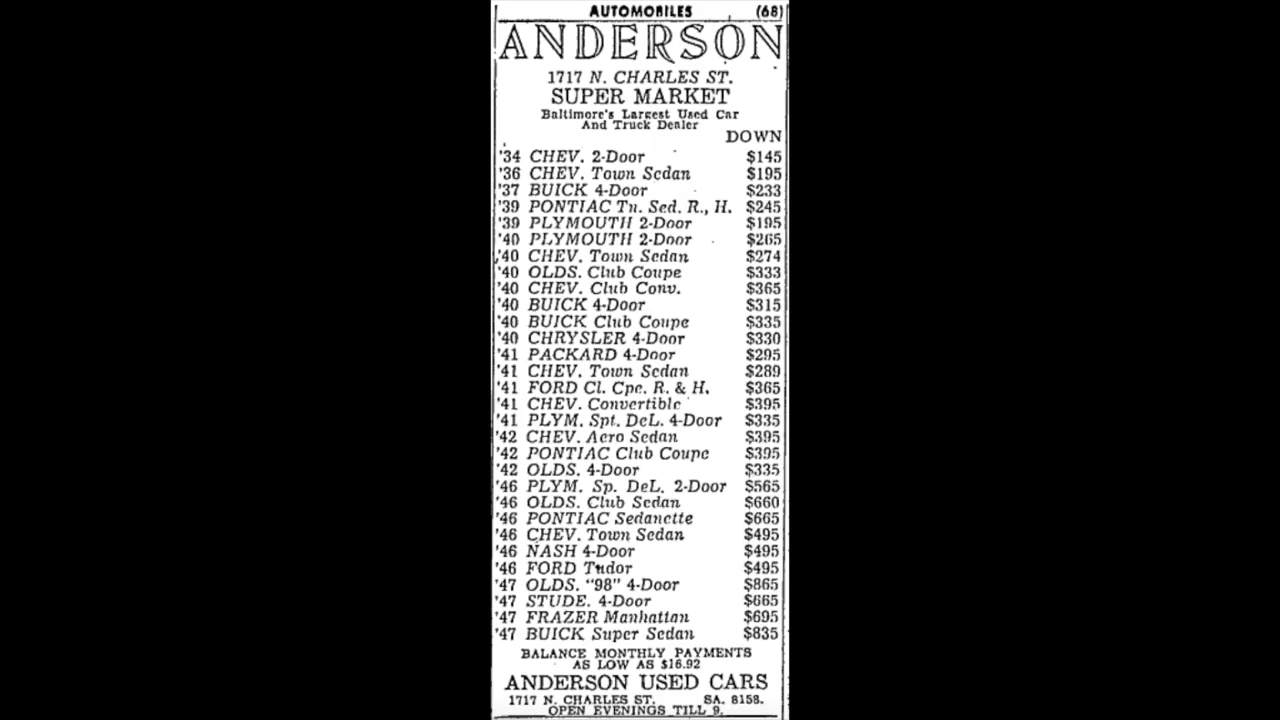 AUTOMOBILES (68)
ANDERSON
1717 N. CHARLES ST.
SUPER MARKET
Baltimore's Largest Used Car
And Truck Dealer
DOWN
'34 CHEV. 2-Door $145
'36 CHEV. Town Sedan $195
'37 BUICK 4-Door $233
'39 PONTIAC Tn. Sed. R., H. $245
'39 PLYMOUTH 2-Door $195
'40 PLYMOUTH 2-Door $265
'40 CHEV. Town Sedan $274
'40 OLDS. Club Coupe $333
'40 CHEV. Club Conv. $365
'40 BUICK 4-Door $315
'40 BUICK Club Coupe $335
'40 CHRYSLER 4-Door $330
'41 PACKARD 4-Door $295
'41 CHEV. Town Sedan $289
'41 FORD Cl. Cpe. R. & H. $365
'41 CHEV. Convertible $395
'41 PLYM. Spt. DeL. 4-Door $335
'42 CHEV. Aero Sedan $395
'42 PONTIAC Club Coupe $395
'42 OLDS. 4-Door $335
'46 PLYM. Sp. DeL. 2-Door $565
'46 OLDS. Club Sedan $660
'46 PONTIAC Sedanette $665
'46 CHEV. Town Sedan $495
'46 NASH 4-Door $495
'46 FORD Tudor $495
'47 OLDS. "98" 4-Door $865
'47 STUDE. 4-Door $665
'47 FRAZER Manhattan $695
'47 BUICK Super Sedan $835
BALANCE MONTHLY PAYMENTS
AS LOW AS $16.92
ANDERSON USED CARS
1717 N. CHARLES ST. SA. 8158.
OPEN EVENINGS TILL 9.